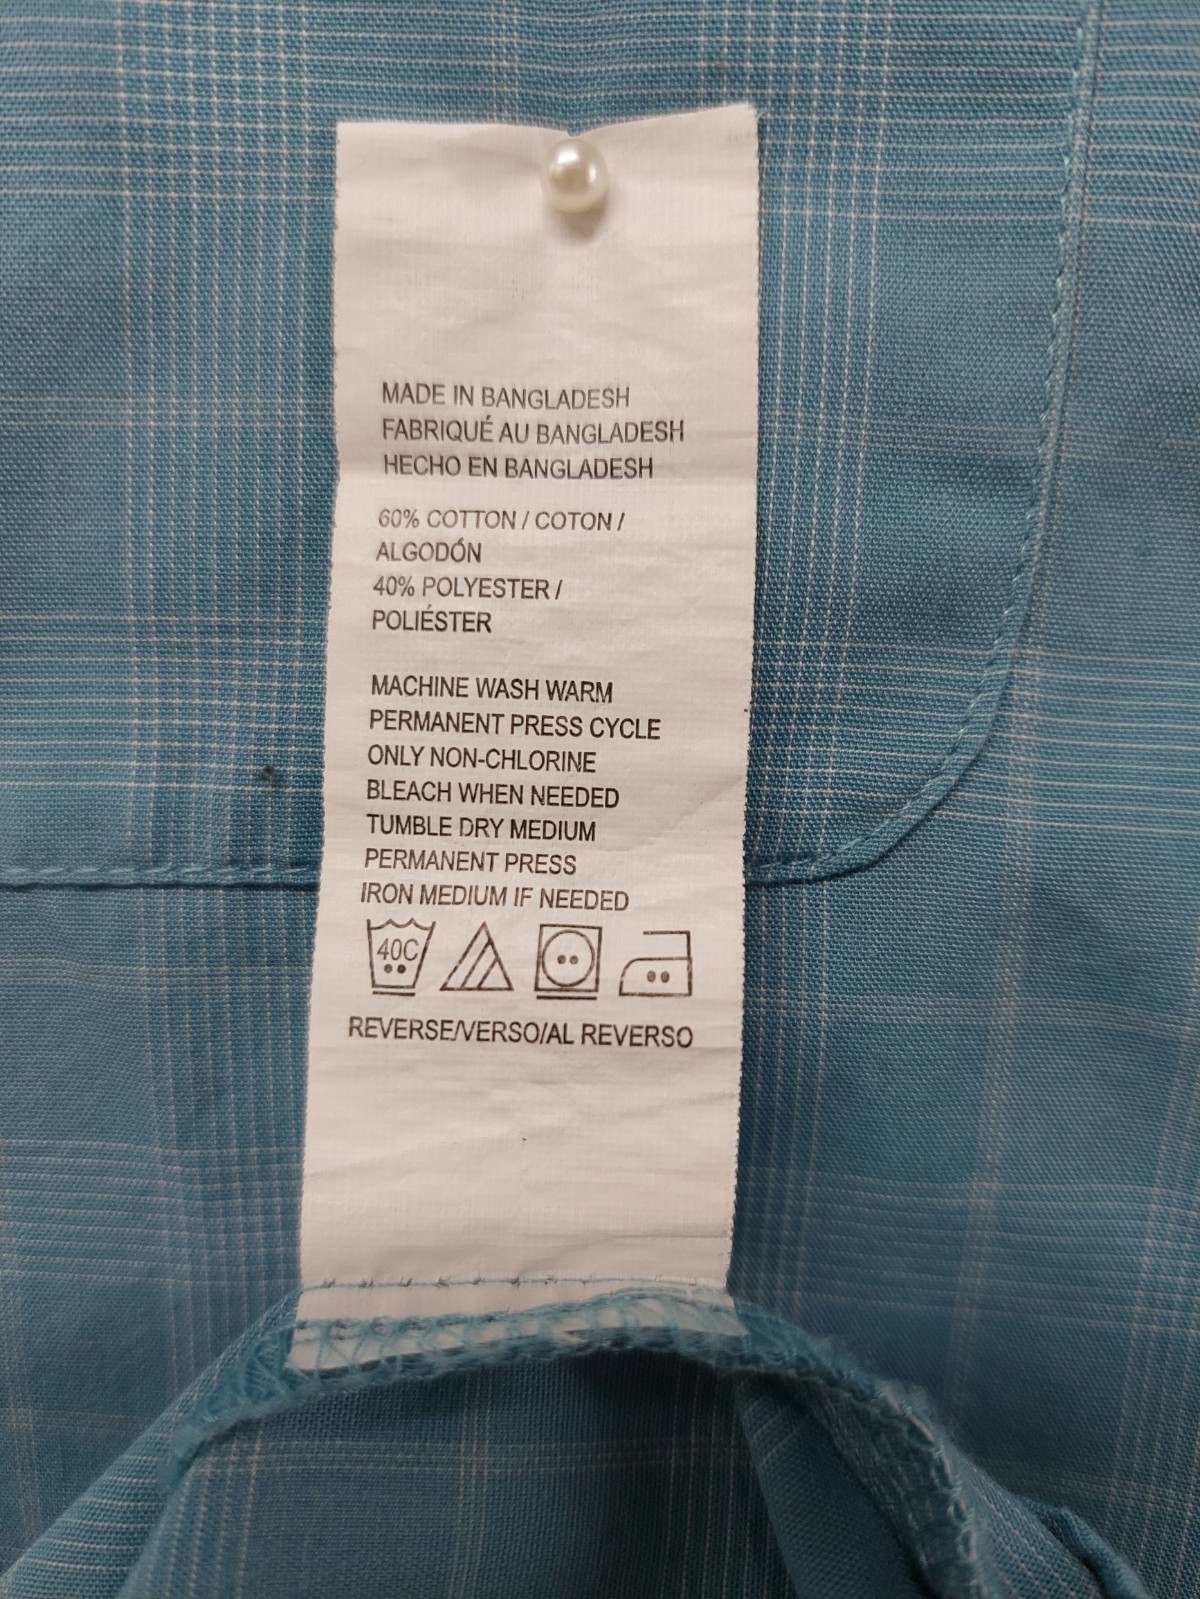 MADE IN BANGLADESH
FABRIQUÉ AU BANGLADESH
HECHO EN BANGLADESH
60% COTTON / COTON /
ALGODÓN
40% POLYESTER /
POLIÉSTER
MACHINE WASH WARM
PERMANENT PRESS CYCLE
ONLY NON-CHLORINE
BLEACH WHEN NEEDED
TUMBLE DRY MEDIUM
PERMANENT PRESS
IRON MEDIUM IF NEEDED
40C
REVERSE/VERSO/AL REVERSO